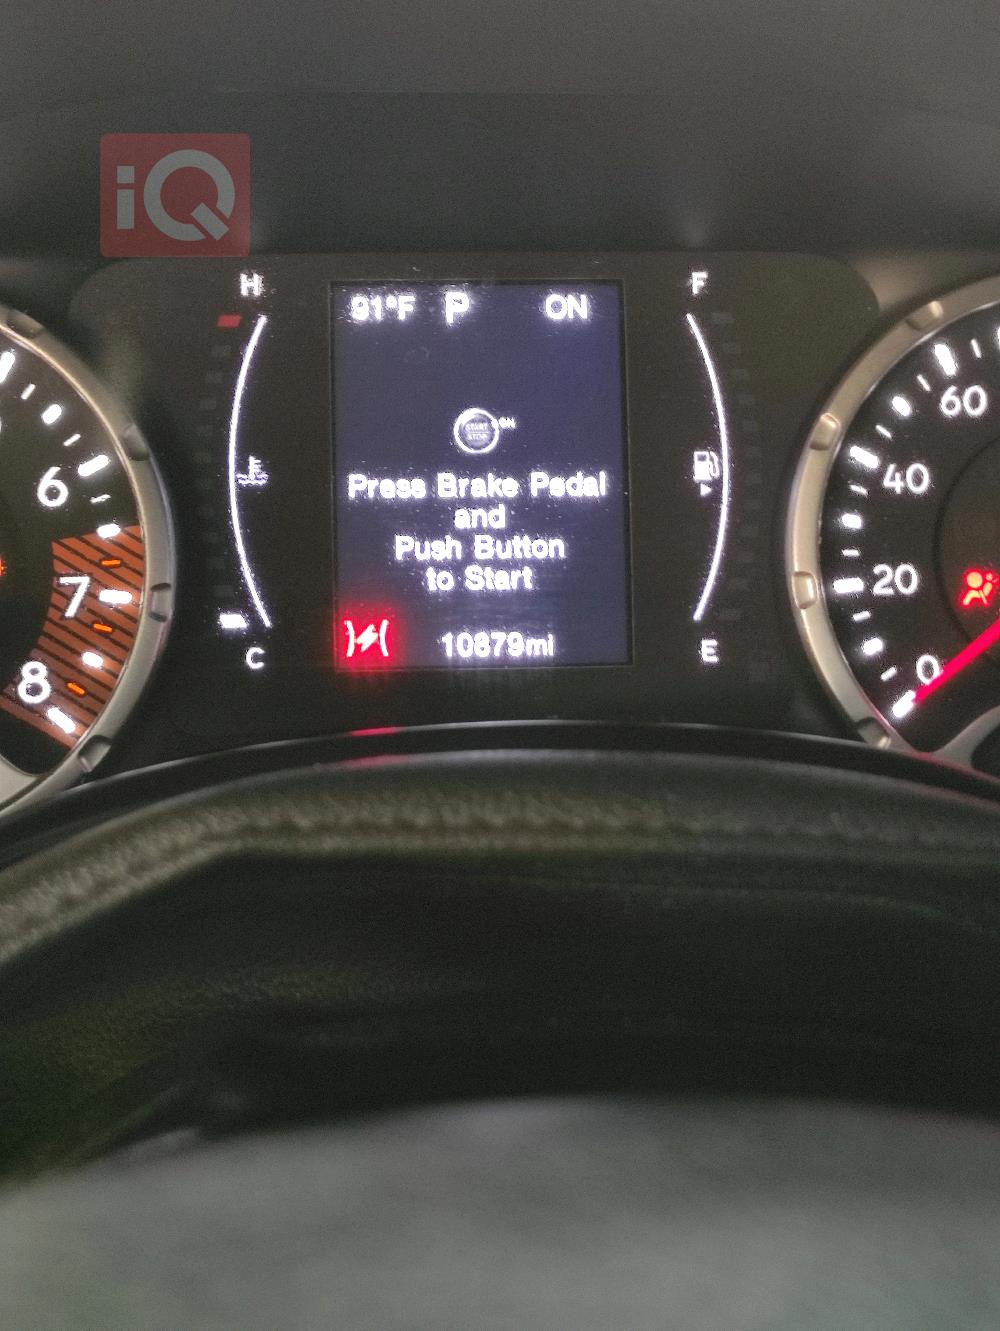 iQ
H
F
91°F P ON
START
STOP
ON
60
6
40
Press Brake Pedal
and
Push Button
to Start
7
20
8
C
10879mi
E
0